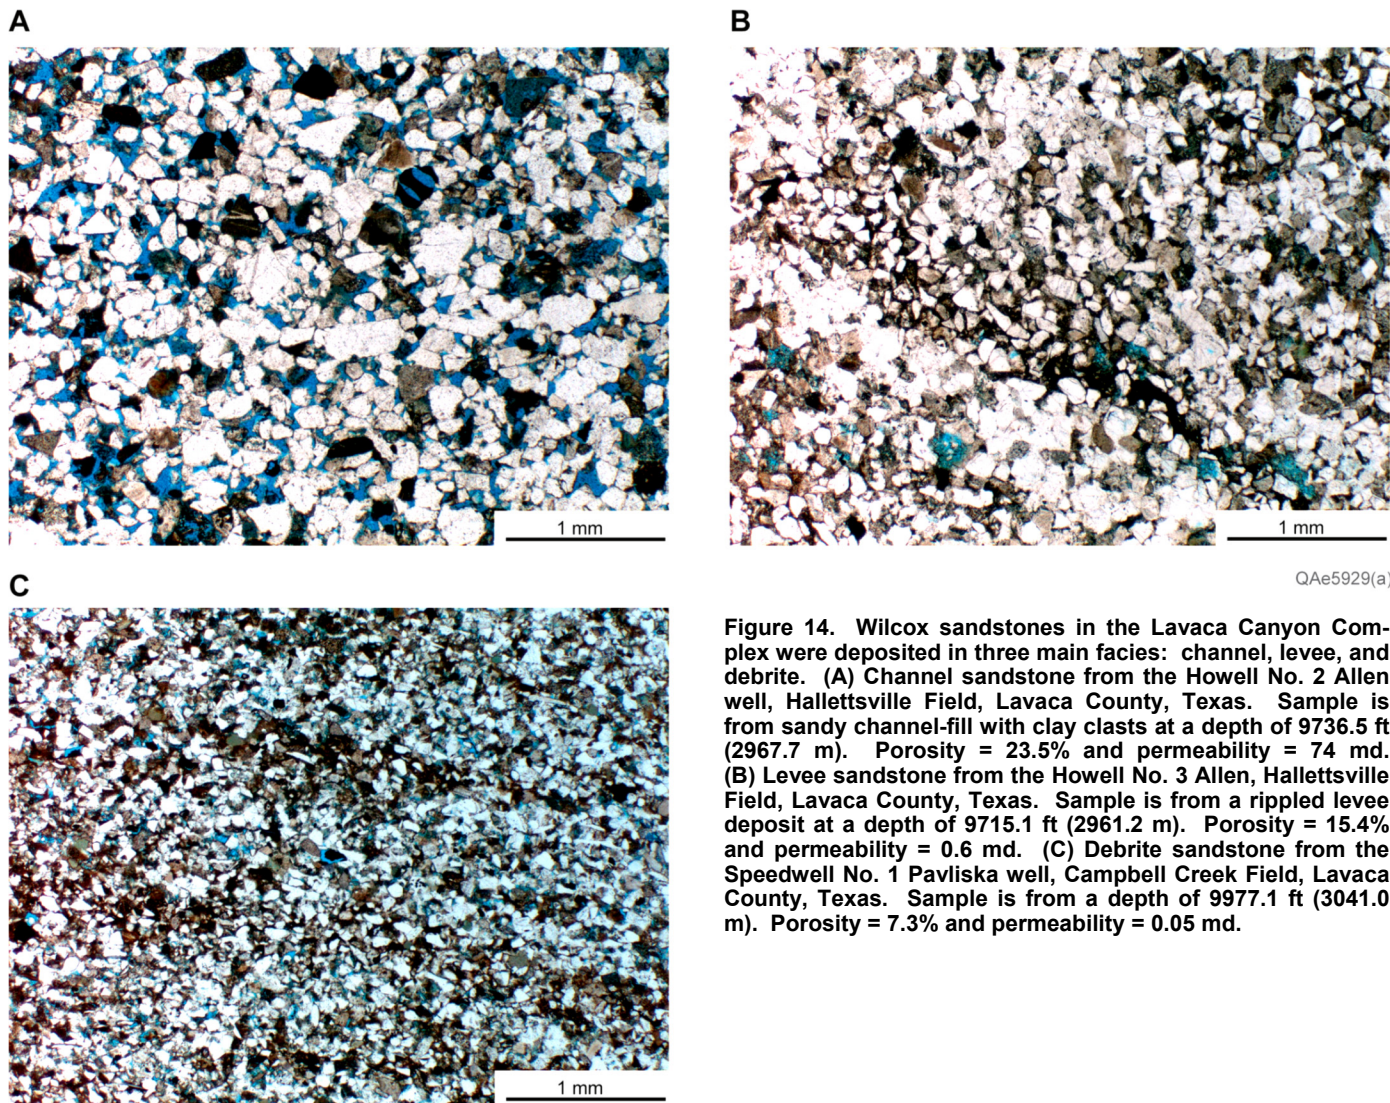 A
B
1 mm
1 mm
QAe5929(a)
C
1 mm
Figure 14. Wilcox sandstones in the Lavaca Canyon Com-
plex were deposited in three main facies: channel, levee, and
debrite. (A) Channel sandstone from the Howell No. 2 Allen
well, Hallettsville Field, Lavaca County, Texas. Sample is
from sandy channel-fill with clay clasts at a depth of 9736.5 ft
(2967.7 m). Porosity = 23.5% and permeability = 74 md.
(B) Levee sandstone from the Howell No. 3 Allen, Hallettsville
Field, Lavaca County, Texas. Sample is from a rippled levee
deposit at a depth of 9715.1 ft (2961.2 m). Porosity = 15.4%
and permeability = 0.6 md. (C) Debrite sandstone from the
Speedwell No. 1 Pavliska well, Campbell Creek Field, Lavaca
County, Texas. Sample is from a depth of 9977.1 ft (3041.0
m). Porosity = 7.3% and permeability = 0.05 md.